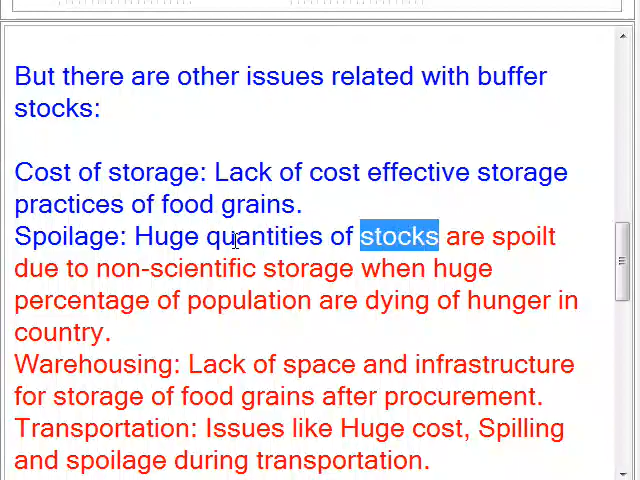 But there are other issues related with buffer
stocks:
Cost of storage: Lack of cost effective storage
practices of food grains.
Spoilage: Huge quantities of stocks are spoilt
due to non-scientific storage when huge
percentage of population are dying of hunger in
country.
Warehousing: Lack of space and infrastructure
for storage of food grains after procurement.
Transportation: Issues like Huge cost, Spilling
and spoilage during transportation.